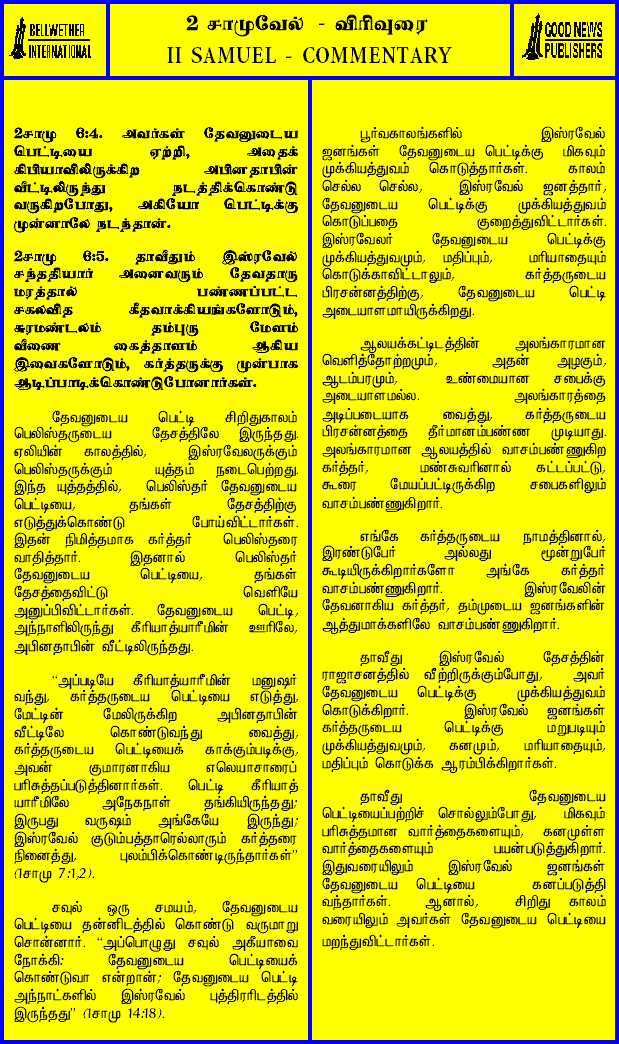 BELLWETHER
INTERNATIONAL
2 சாமுவேல் - விரிவுரை
II SAMUEL - COMMENTARY
GOOD NEWS
PUBLISHERS
2சாமு 6:4. அவர்கள் தேவனுடைய
பெட்டியை ஏற்றி, அதைக்
கிபியாவிலிருக்கிற அபினதாபின்
வீட்டிலிருந்து நடத்திக்கொண்டு
வருகிறபோது, அகியோ பெட்டிக்கு
முன்னாலே நடந்தான்.
2சாமு 6:5. தாவீதும் இஸ்ரவேல்
சந்ததியார் அனைவரும் தேவதாரு
மரத்தால் பண்ணப்பட்ட
சகலவித கீதவாக்கியங்களோடும்,
சுரமண்டலம் தம்புரு மேளம்
வீணை கைத்தாளம் ஆகிய
இவைகளோடும், கர்த்தருக்கு முன்பாக
ஆடிப்பாடிக்கொண்டுபோனார்கள்.
தேவனுடைய பெட்டி சிறிதுகாலம்
பெலிஸ்தருடைய தேசத்திலே இருந்தது.
ஏலியின் காலத்தில், இஸ்ரவேலருக்கும்
பெலிஸ்தருக்கும் யுத்தம் நடைபெற்றது.
இந்த யுத்தத்தில், பெலிஸ்தர் தேவனுடைய
பெட்டியை, தங்கள் தேசத்திற்கு
எடுத்துக்கொண்டு போய்விட்டார்கள்.
இதன் நிமித்தமாக கர்த்தர் பெலிஸ்தரை
வாதித்தார். இதனால் பெலிஸ்தர்
தேவனுடைய பெட்டியை, தங்கள்
தேசத்தைவிட்டு வெளியே
அனுப்பிவிட்டார்கள். தேவனுடைய பெட்டி,
அந்நாளிலிருந்து கீரியாத்யாரீமின் ஊரிலே,
அபினதாபின் வீட்டிலிருந்தது.
“அப்படியே கீரியாத்யாரீமின் மனுஷர்
வந்து, கர்த்தருடைய பெட்டியை எடுத்து,
மேட்டின் மேலிருக்கிற அபினதாபின்
வீட்டிலே கொண்டுவந்து வைத்து,
கர்த்தருடைய பெட்டியைக் காக்கும்படிக்கு,
அவன் குமாரனாகிய எலெயாசாரைப்
பரிசுத்தப்படுத்தினார்கள். பெட்டி கீரியாத்
யாரீமிலே அநேகநாள் தங்கியிருந்தது;
இருபது வருஷம் அங்கேயே இருந்து;
இஸ்ரவேல் குடும்பத்தாரெல்லாரும் கர்த்தரை
நினைத்து, புலம்பிக்கொண்டிருந்தார்கள்”
(1சாமு 7:1,2).
சவுல் ஒரு சமயம், தேவனுடைய
பெட்டியை தன்னிடத்தில் கொண்டு வருமாறு
சொன்னார். “அப்பொழுது சவுல் அகீயாவை
நோக்கி: தேவனுடைய பெட்டியைக்
கொண்டுவா என்றான்; தேவனுடைய பெட்டி
அந்நாட்களில் இஸ்ரவேல் புத்திரரிடத்தில்
இருந்தது” (1சாமு 14:18).
பூர்வகாலங்களில் இஸ்ரவேல்
ஜனங்கள் தேவனுடைய பெட்டிக்கு மிகவும்
முக்கியத்துவம் கொடுத்தார்கள். காலம்
செல்ல செல்ல, இஸ்ரவேல் ஜனத்தார்,
தேவனுடைய பெட்டிக்கு முக்கியத்துவம்
கொடுப்பதை குறைத்துவிட்டார்கள்.
இஸ்ரவேலர் தேவனுடைய பெட்டிக்கு
முக்கியத்துவமும், மதிப்பும், மரியாதையும்
கொடுக்காவிட்டாலும், கர்த்தருடைய
பிரசன்னத்திற்கு, தேவனுடைய பெட்டி
அடையாளமாயிருக்கிறது.
ஆலயக்கட்டிடத்தின் அலங்காரமான
வெளித்தோற்றமும், அதன் அழகும்,
ஆடம்பரமும், உண்மையான சபைக்கு
அடையாளமல்ல. அலங்காரத்தை
அடிப்படையாக வைத்து, கர்த்தருடைய
பிரசன்னத்தை தீர்மானம்பண்ண முடியாது.
அலங்காரமான ஆலயத்தில் வாசம்பண்ணுகிற
கர்த்தர், மண்சுவரினால் கட்டப்பட்டு,
கூரை மேயப்பட்டிருக்கிற சபைகளிலும்
வாசம்பண்ணுகிறார்.
எங்கே கர்த்தருடைய நாமத்தினால்,
இரண்டுபேர் அல்லது மூன்றுபேர்
கூடியிருக்கிறார்களோ அங்கே கர்த்தர்
வாசம்பண்ணுகிறார். இஸ்ரவேலின்
தேவனாகிய கர்த்தர், தம்முடைய ஜனங்களின்
ஆத்துமாக்களிலே வாசம்பண்ணுகிறார்.
தாவீது இஸ்ரவேல் தேசத்தின்
ராஜாசனத்தில் வீற்றிருக்கும்போது, அவர்
தேவனுடைய பெட்டிக்கு முக்கியத்துவம்
கொடுக்கிறார். இஸ்ரவேல் ஜனங்கள்
கர்த்தருடைய பெட்டிக்கு மறுபடியும்
முக்கியத்துவமும், கனமும், மரியாதையும்,
மதிப்பும் கொடுக்க ஆரம்பிக்கிறார்கள்.
தாவீது தேவனுடைய
பெட்டியைப்பற்றிச் சொல்லும்போது, மிகவும்
பரிசுத்தமான வார்த்தைகளையும், கனமுள்ள
வார்த்தைகளையும் பயன்படுத்துகிறார்.
இதுவரையிலும் இஸ்ரவேல் ஜனங்கள்
தேவனுடைய பெட்டியை கனப்படுத்தி
வந்தார்கள். ஆனால், சிறிது காலம்
வரையிலும் அவர்கள் தேவனுடைய பெட்டியை
மறந்துவிட்டார்கள்.